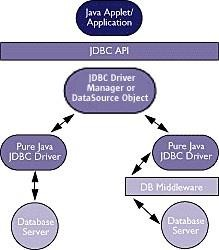 Java Applet/
Application
JDBC API
JDBC Driver
Manager or
DataSource Object
Pure Java
JDBC Driver
Pure Java
JDBC Driver
DB Middleware
Database
Server
Database
Server